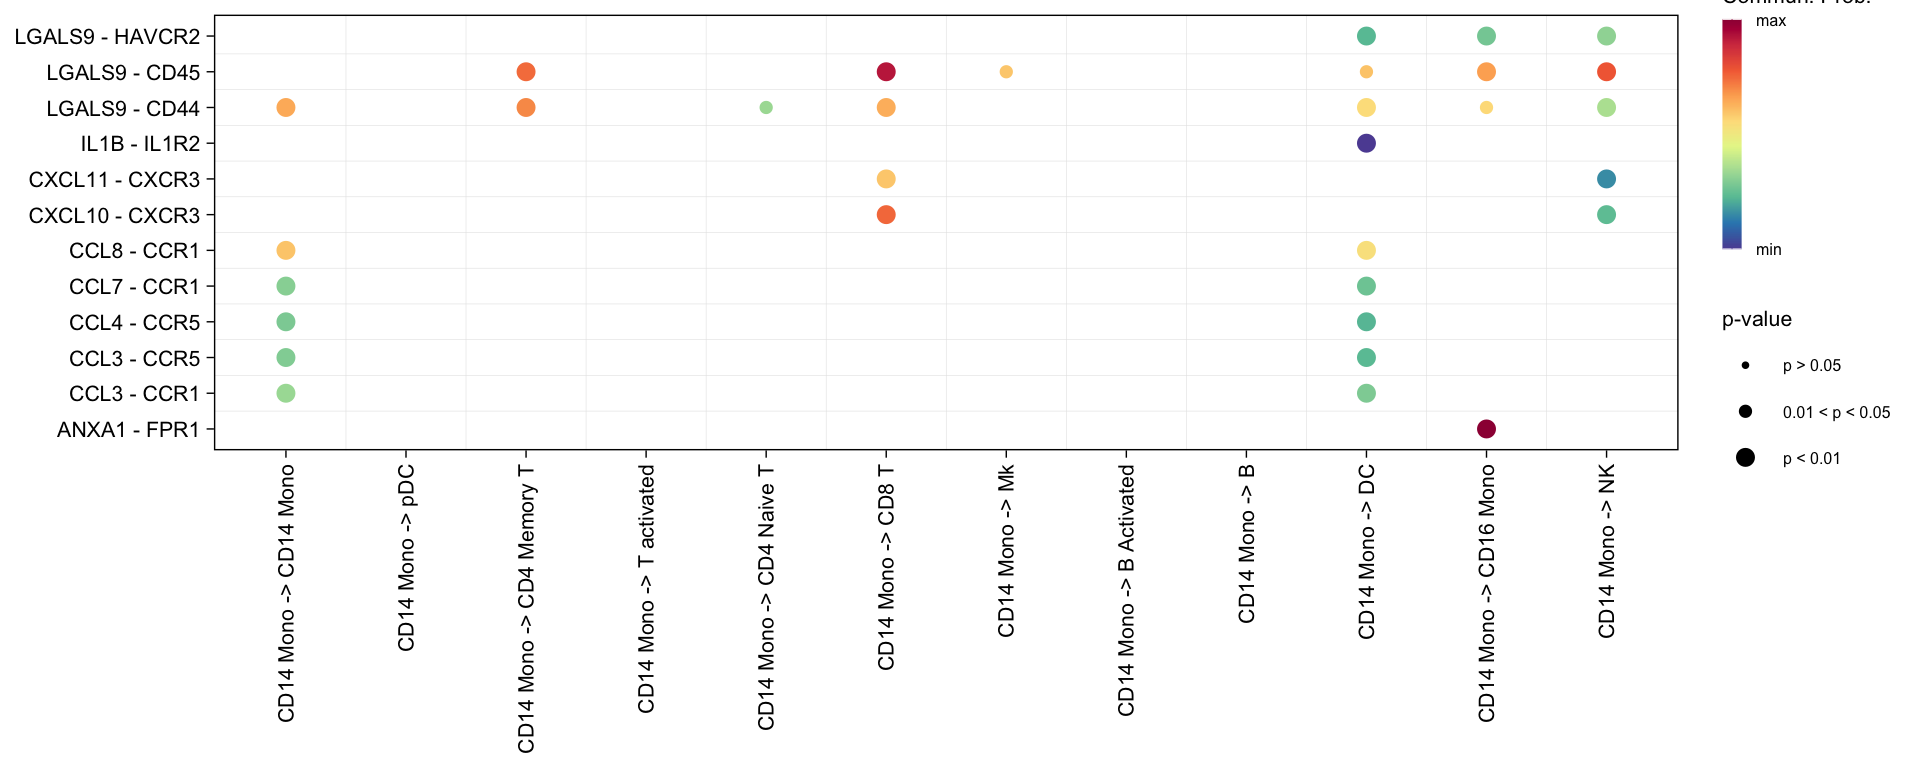 Commun. Prob.
LGALS9 - HAVCR2
LGALS9 - CD45
LGALS9 - CD44
IL1B - IL1R2
CXCL11 - CXCR3
CXCL10 - CXCR3
CCL8 - CCR1
CCL7 - CCR1
CCL4 - CCR5
CCL3 - CCR5
CCL3 - CCR1
ANXA1 - FPR1
CD14 Mono -> CD14 Mono
CD14 Mono -> pDC
CD14 Mono -> CD4 Memory T
CD14 Mono -> T activated
CD14 Mono -> CD4 Naive T
CD14 Mono -> CD8 T
CD14 Mono -> Mk
CD14 Mono -> B Activated
CD14 Mono -> B
CD14 Mono -> DC
CD14 Mono -> CD16 Mono
CD14 Mono -> NK
max
min
p-value
p > 0.05
0.01 < p < 0.05
p < 0.01